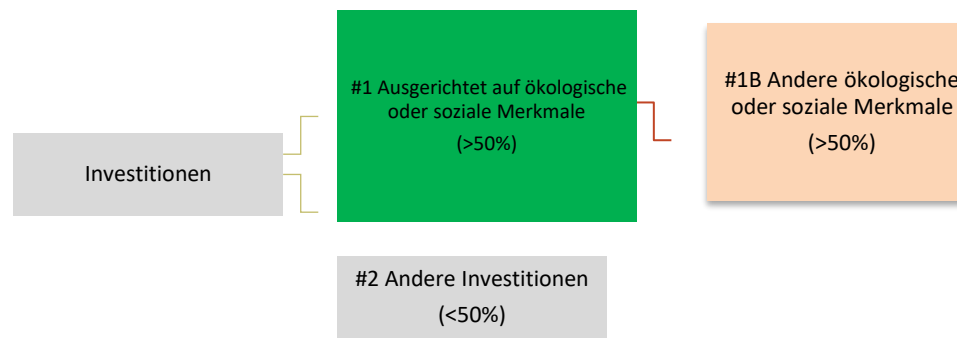 Investitionen
#1 Ausgerichtet auf ökologische
oder soziale Merkmale
(>50%)
#1B Andere ökologische
oder soziale Merkmale
(>50%)
#2 Andere Investitionen
(<50%)